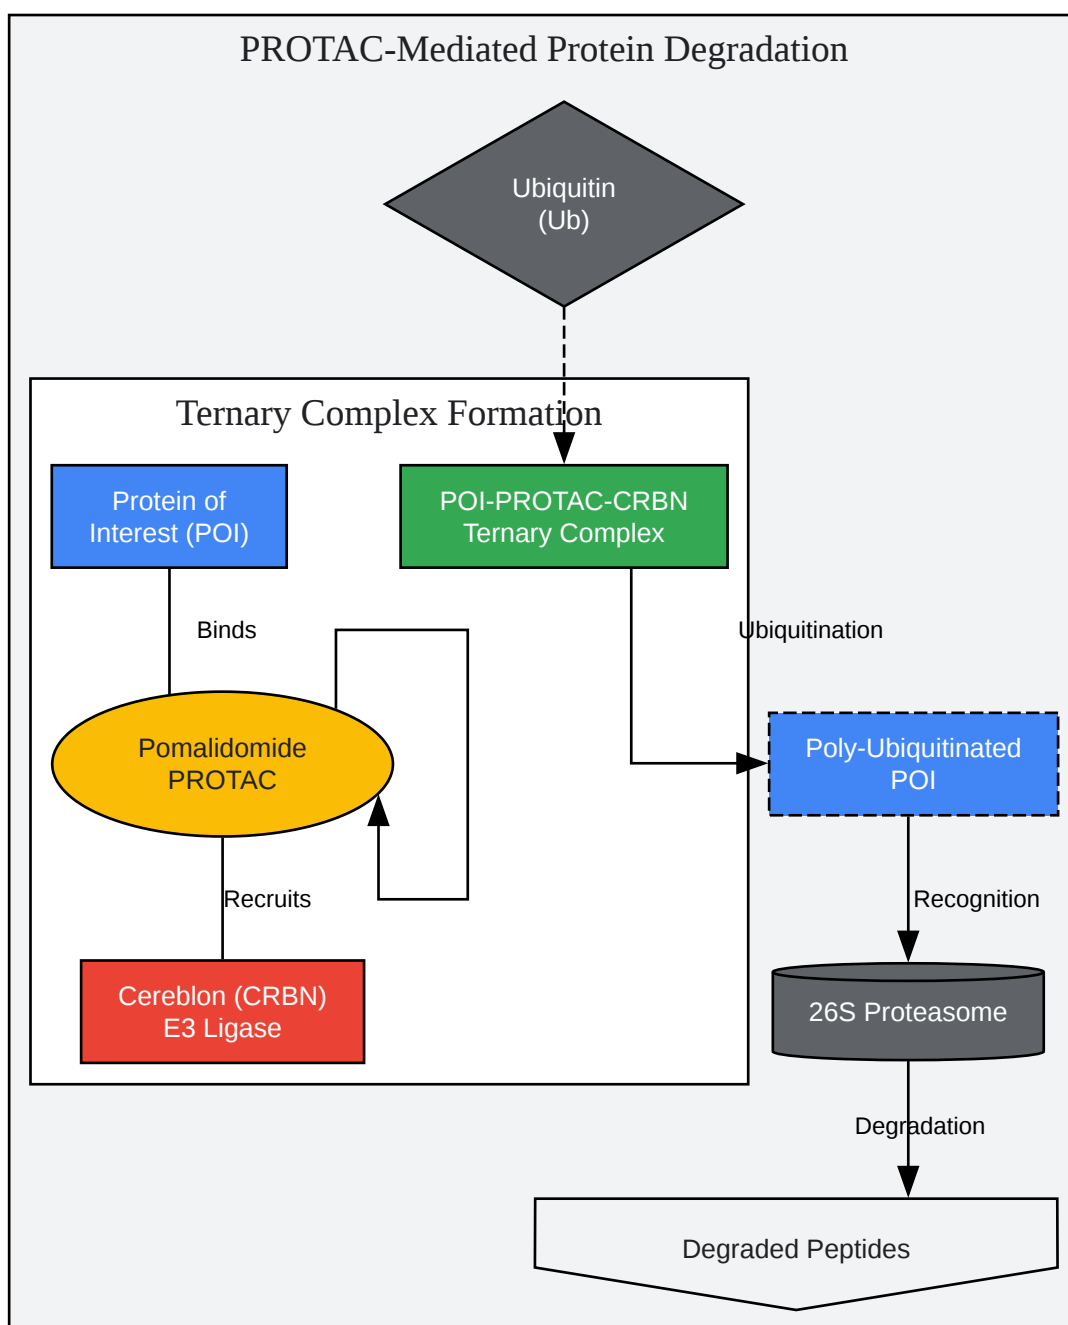 PROTAC-Mediated Protein Degradation
Ubiquitin
(Ub)
Ternary Complex Formation
Protein of
Interest (POI)
POI-PROTAC-CRBN
Ternary Complex
Binds
Ubiquitination
Pomalidomide
PROTAC
Poly-Ubiquitinated
POI
Recruits
Recognition
Cereblon (CRBN)
E3 Ligase
26S Proteasome
Degradation
Degraded Peptides